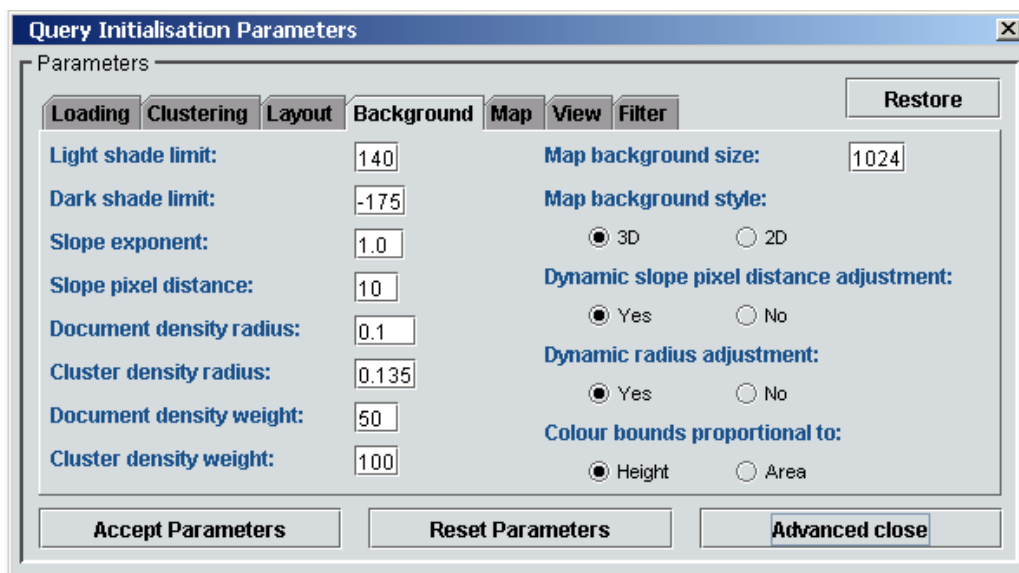 Query Initialisation Parameters
Parameters
Restore
Loading Clustering Layout Background Map View Filter
Light shade limit: 140
Dark shade limit: -175
Slope exponent: 1.0
Slope pixel distance: 10
Document density radius: 0.1
Cluster density radius: 0.135
Document density weight: 50
Cluster density weight: 100
Map background size: 1024
Map background style:
3D 2D
Dynamic slope pixel distance adjustment:
Yes No
Dynamic radius adjustment:
Yes No
Colour bounds proportional to:
Height Area
Accept Parameters Reset Parameters Advanced close